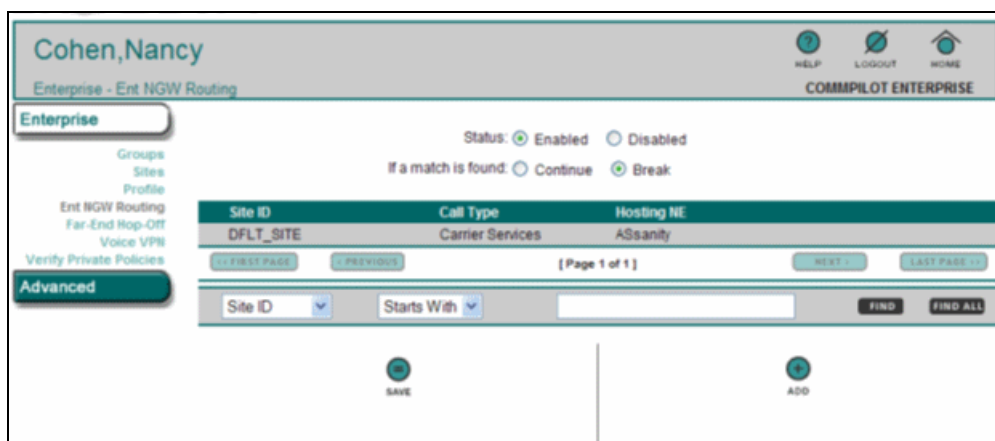 Cohen,Nancy
HELP LOGOUT HOME
Enterprise - Ent NGW Routing
COMMPILOT ENTERPRISE
Enterprise
Groups
Sites
Profile
Ent NGW Routing
Far-End Hop-Off
Voice VPN
Verify Private Policies
Advanced
Status: Enabled Disabled
If a match is found: Continue Break
Site ID Call Type Hosting NE
DFLT_SITE Carrier Services ASsanity
<< FIRST PAGE < PREVIOUS [ Page 1 of 1 ] NEXT > LAST PAGE >>
Site ID Starts With FIND FIND ALL
SAVE ADD